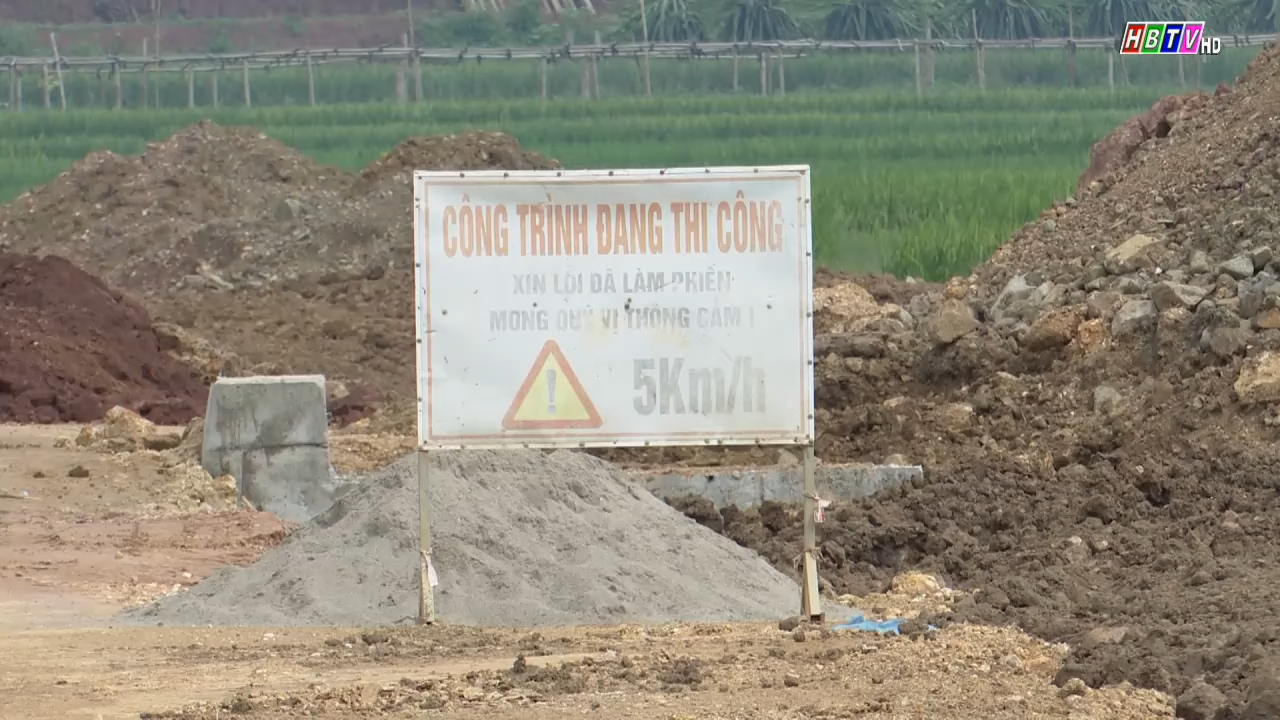 HBTV HD
CÔNG TRÌNH ĐANG THI CÔNG
XIN LỖI ĐÃ LÀM PHIỀN
MONG QUÝ VỊ THÔNG CẢM !
!
5Km/h